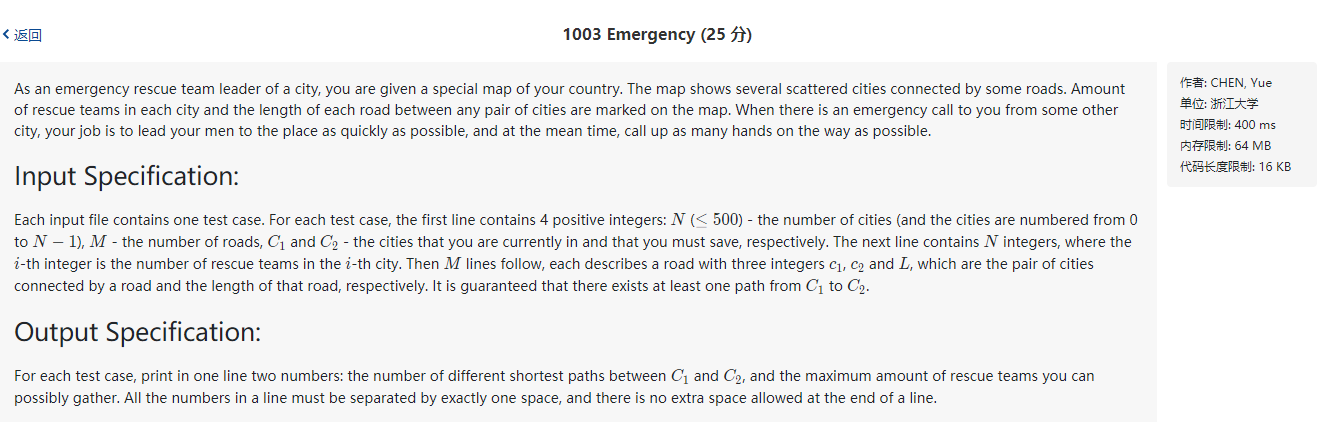 返回
1003 Emergency (25 分)
As an emergency rescue team leader of a city, you are given a special map of your country. The map shows several scattered cities connected by some roads. Amount
of rescue teams in each city and the length of each road between any pair of cities are marked on the map. When there is an emergency call to you from some other
city, your job is to lead your men to the place as quickly as possible, and at the mean time, call up as many hands on the way as possible.
Input Specification:
Each input file contains one test case. For each test case, the first line contains 4 positive integers: N (≤ 500) - the number of cities (and the cities are numbered from 0
to N − 1), M - the number of roads, C₁ and C₂ - the cities that you are currently in and that you must save, respectively. The next line contains N integers, where the
i-th integer is the number of rescue teams in the i-th city. Then M lines follow, each describes a road with three integers c₁, c₂ and L, which are the pair of cities
connected by a road and the length of that road, respectively. It is guaranteed that there exists at least one path from C₁ to C₂.
Output Specification:
For each test case, print in one line two numbers: the number of different shortest paths between C₁ and C₂, and the maximum amount of rescue teams you can
possibly gather. All the numbers in a line must be separated by exactly one space, and there is no extra space allowed at the end of a line.
作者: CHEN, Yue
单位: 浙江大学
时间限制: 400 ms
内存限制: 64 MB
代码长度限制: 16 KB